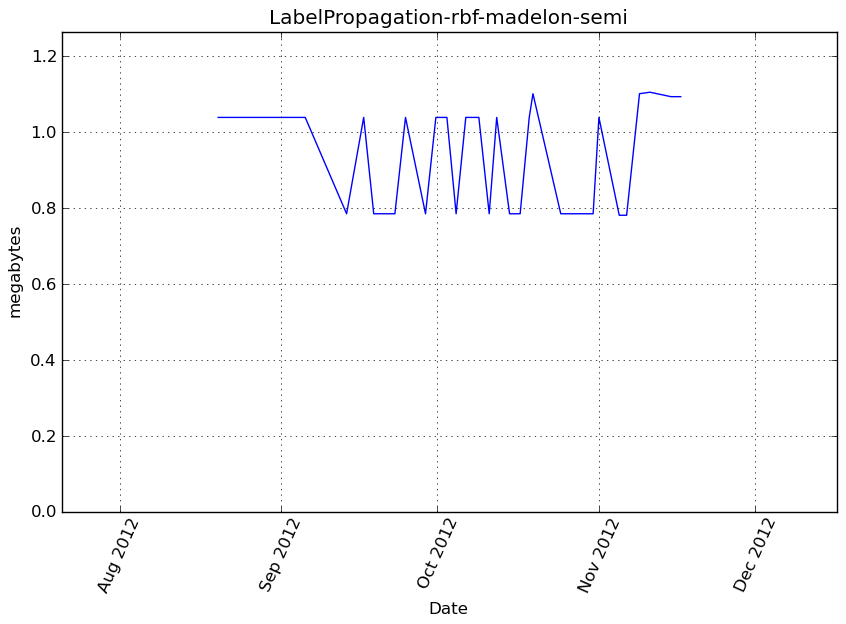 LabelPropagation-rbf-madelon-semi
1.2
1.0
0.8
0.6
0.4
0.2
0.0
megabytes
Aug 2012
Sep 2012
Oct 2012
Nov 2012
Dec 2012
Date